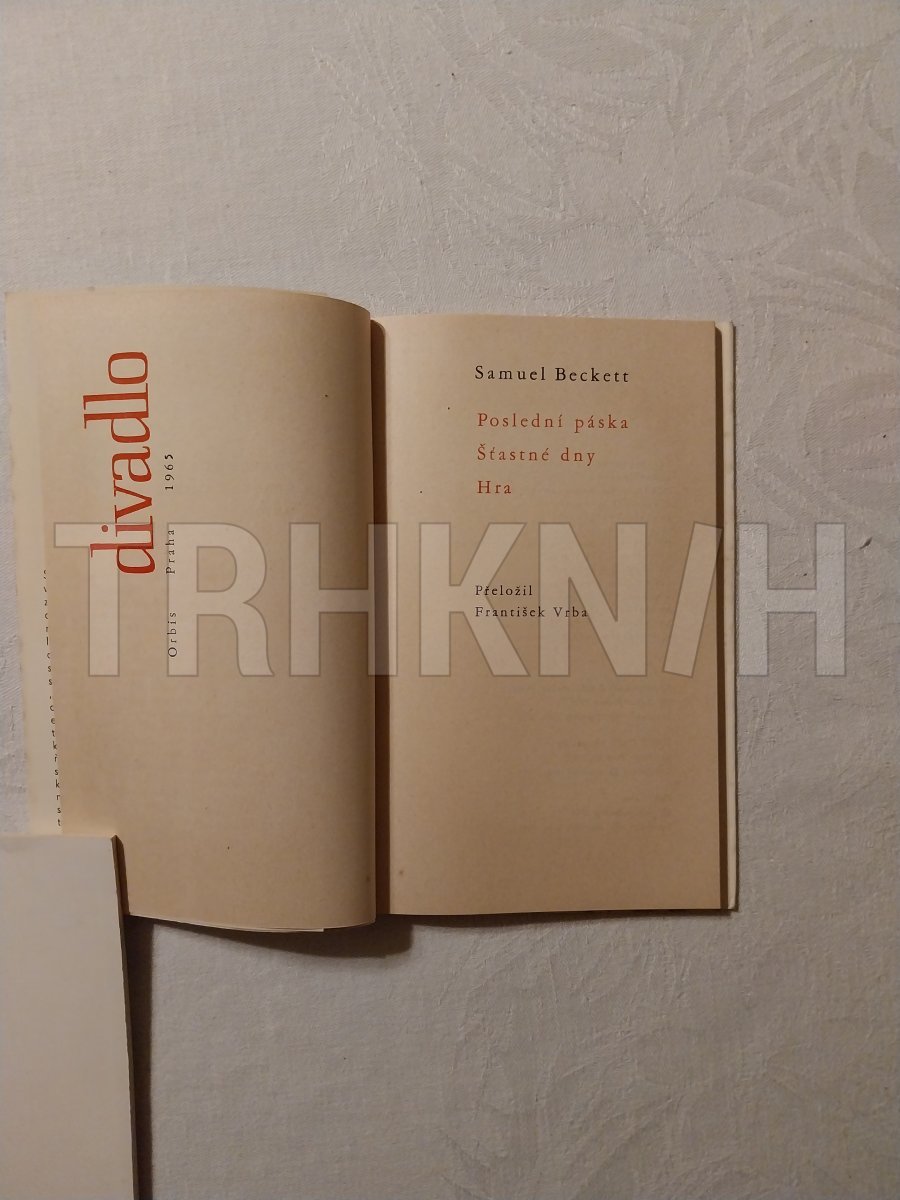 divadlo
Orbis Praha 1965
Samuel Beckett
Poslední páska
Šťastné dny
Hra
Přeložil
František Vrba
TRHKNIH